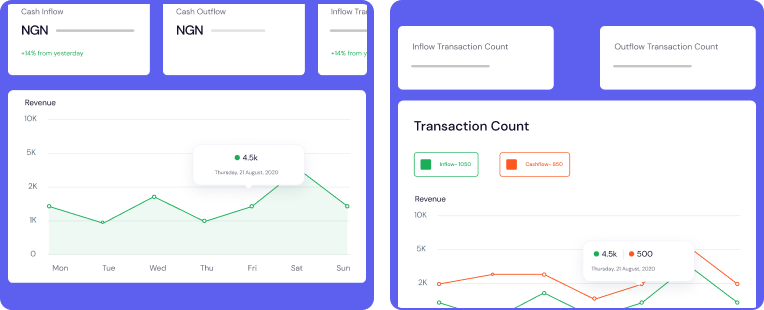 Cash Inflow
NGN
+14% from yesterday
Cash Outflow
NGN
Inflow Tra
+14% from y
Revenue
10K
5K
2K
1K
0
4.5k
Thursday, 21 August, 2020
Mon Tue Wed Thu Fri Sat Sun
Inflow Transaction Count
Outflow Transaction Count
Transaction Count
Inflow- 1050
Cashflow- 850
Revenue
10K
5K
2K
4.5k 500
Thursday, 21 August, 2020